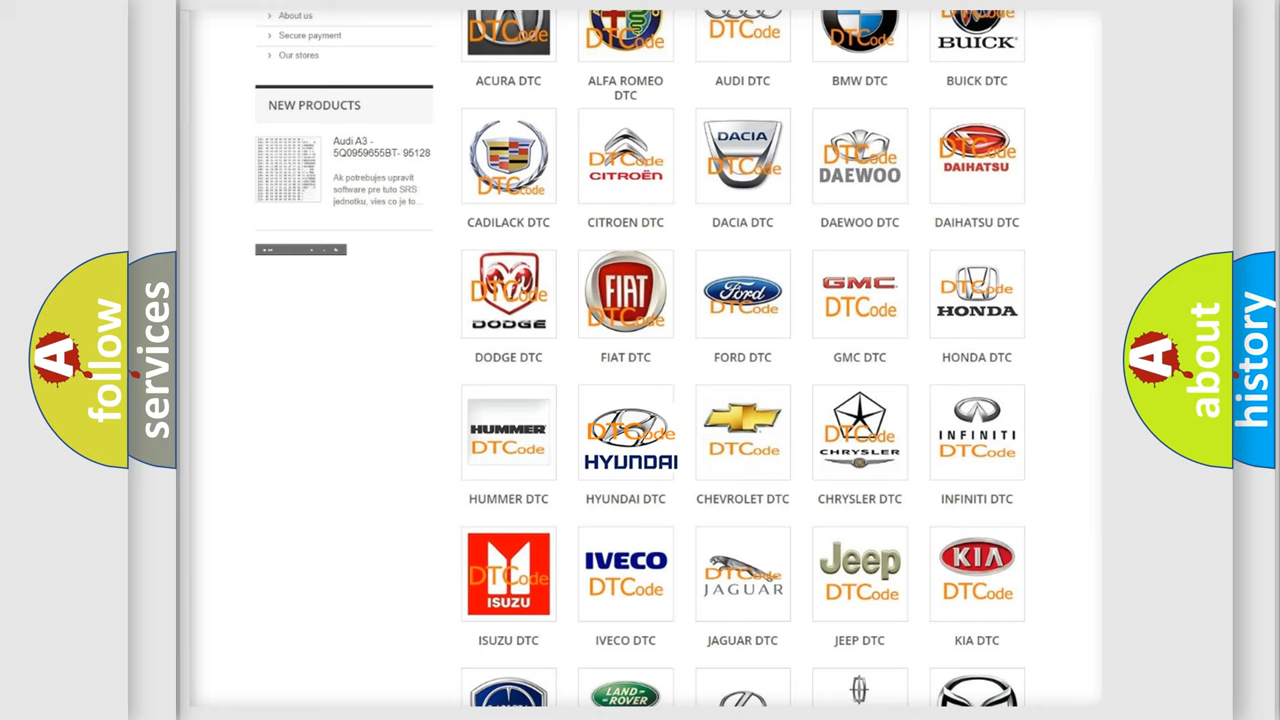 About us
Secure payment
Our stores
NEW PRODUCTS
Audi A3 -
5Q0959655BT- 95128
Ak potrebujes upravit
software pre tuto SRS
jednotku, vies co je to...
DTCode DTCode DTCode DTCode BUICK
ACURA DTC
ALFA ROMEO
DTC
AUDI DTC
BMW DTC
BUICK DTC
DTCode
DTCode
CITROËN
DACIA
DTCode
DTCode
DAEWOO
DTCode
DAIHATSU
CADILACK DTC
CITROEN DTC
DACIA DTC
DAEWOO DTC
DAIHATSU DTC
DTCode
DODGE
FIAT
DTCode
Ford
DTCode
GMC
DTCode
DTCode
HONDA
DODGE DTC
FIAT DTC
FORD DTC
GMC DTC
HONDA DTC
HUMMER
DTCode
DTCode
HYUNDAI
DTCode
DTCode
CHRYSLER
INFINITI
DTCode
HUMMER DTC
HYUNDAI DTC
CHEVROLET DTC
CHRYSLER DTC
INFINITI DTC
DTCode
ISUZU
IVECO
DTCode
DTCode
JAGUAR
Jeep
DTCode
KIA
DTCode
ISUZU DTC
IVECO DTC
JAGUAR DTC
JEEP DTC
KIA DTC
LAND-
ROVER
A
follow
services
A
about
history